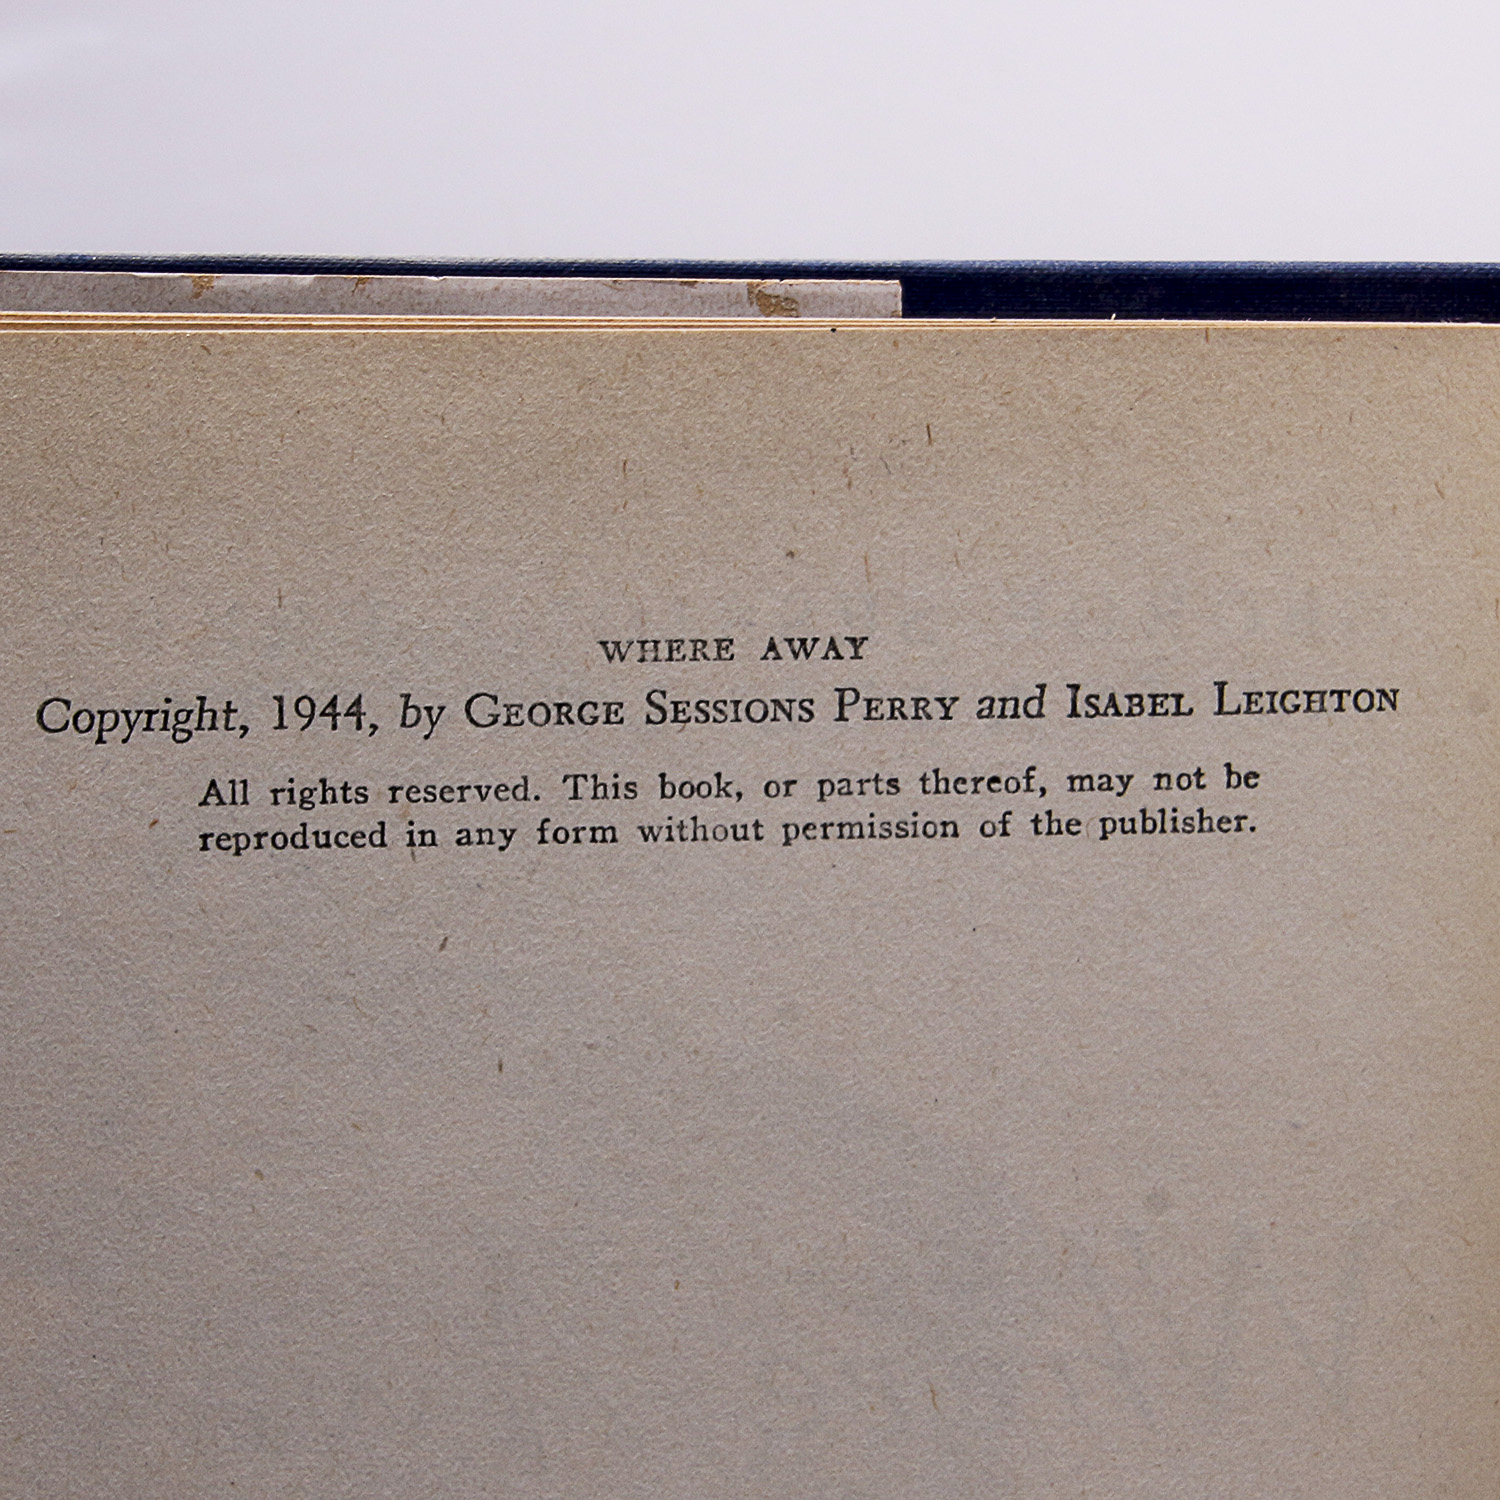 WHERE AWAY
Copyright, 1944, by GEORGE SESSIONS PERRY and ISABEL LEIGHTON
All rights reserved. This book, or parts thereof, may not be
reproduced in any form without permission of the publisher.